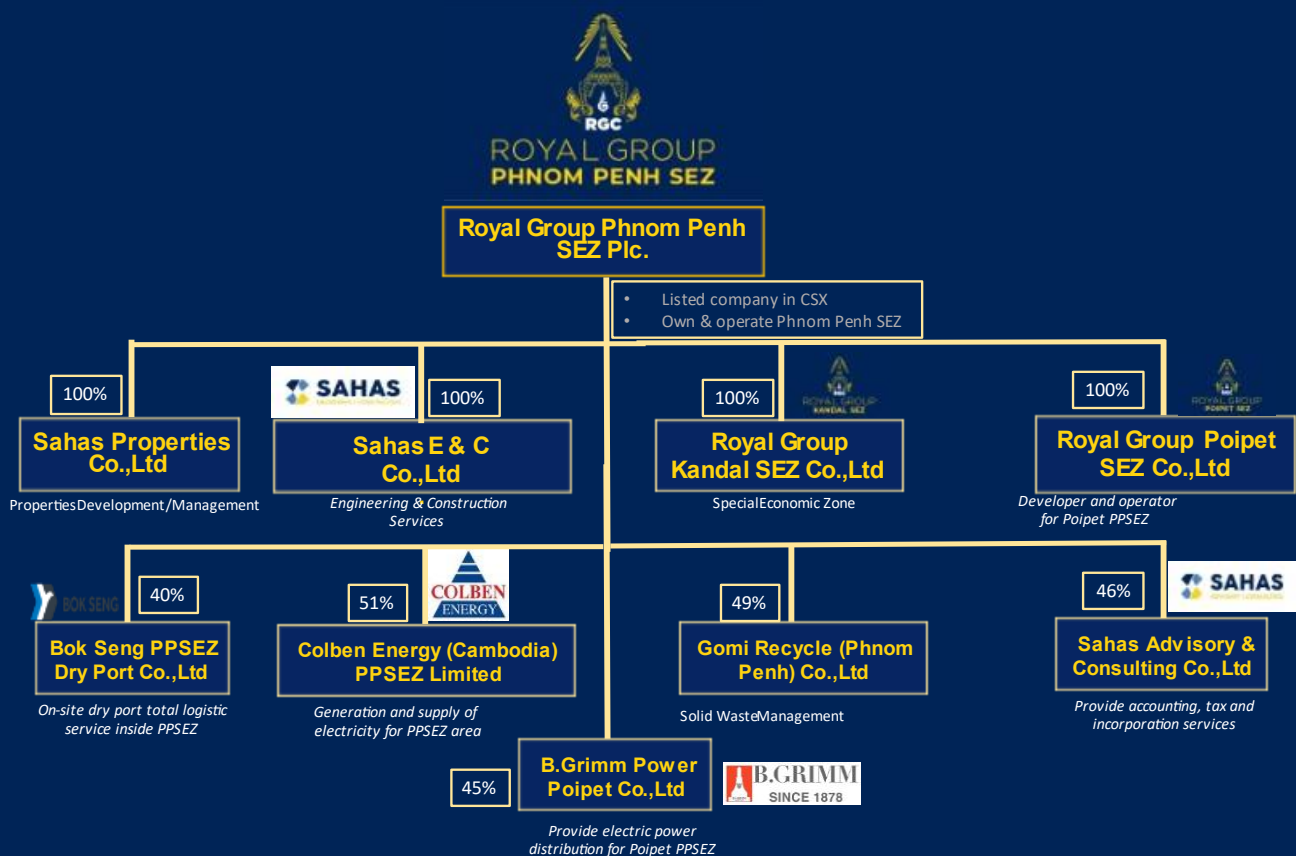 RGC
ROYAL GROUP
PHNOM PENH SEZ
Royal Group Phnom Penh
SEZ Plc.
• Listed company in CSX
• Own & operate Phnom Penh SEZ
100%
Sahas Properties
Co.,Ltd
PropertiesDevelopment/Management
SAHAS
100%
Sahas E & C
Co.,Ltd
Engineering & Construction
Services
100%
ROYAL GROUP
KANDAL SEZ
Royal Group
Kandal SEZ Co.,Ltd
SpecialEconomic Zone
100%
ROYAL GROUP
POIPET SEZ
Royal Group Poipet
SEZ Co.,Ltd
Developer and operator
for Poipet PPSEZ
BOK SENG
40%
Bok Seng PPSEZ
Dry Port Co.,Ltd
On-site dry port total logistic
service inside PPSEZ
51%
COLBEN
ENERGY
Colben Energy (Cambodia)
PPSEZ Limited
Generation and supply of
electricity for PPSEZ area
49%
Gomi Recycle (Phnom
Penh) Co.,Ltd
Solid WasteManagement
46%
SAHAS
Sahas Advisory &
Consulting Co.,Ltd
Provide accounting, tax and
incorporation services
45%
B.Grimm Power
Poipet Co.,Ltd
B.GRIMM
SINCE 1878
Provide electric power
distribution for Poipet PPSEZ